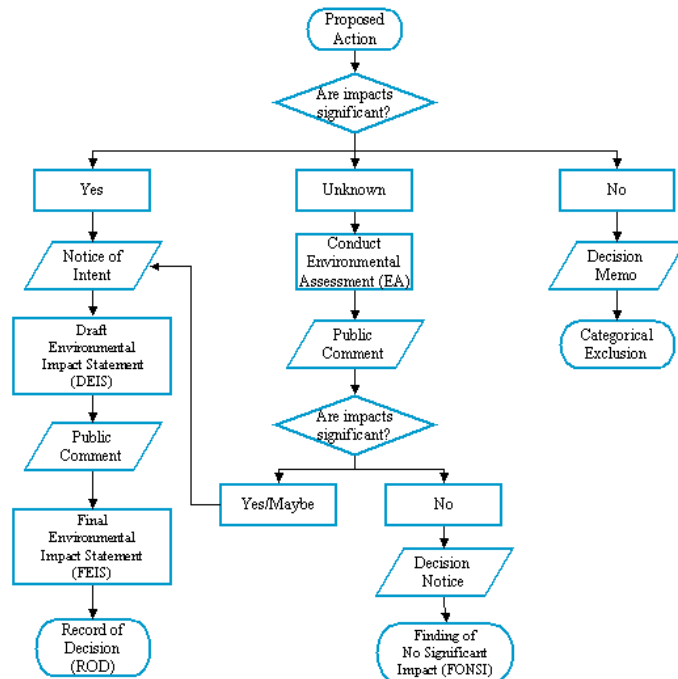 Proposed
Action
Are impacts
significant?
Yes
Unknown
No
Notice of
Intent
Conduct
Environmental
Assessment (EA)
Decision
Memo
Draft
Environmental
Impact Statement
(DEIS)
Public
Comment
Categorical
Exclusion
Public
Comment
Are impacts
significant?
Yes/Maybe
No
Final
Environmental
Impact Statement
(FEIS)
Decision
Notice
Record of
Decision
(ROD)
Finding of
No Significant
Impact (FONSI)